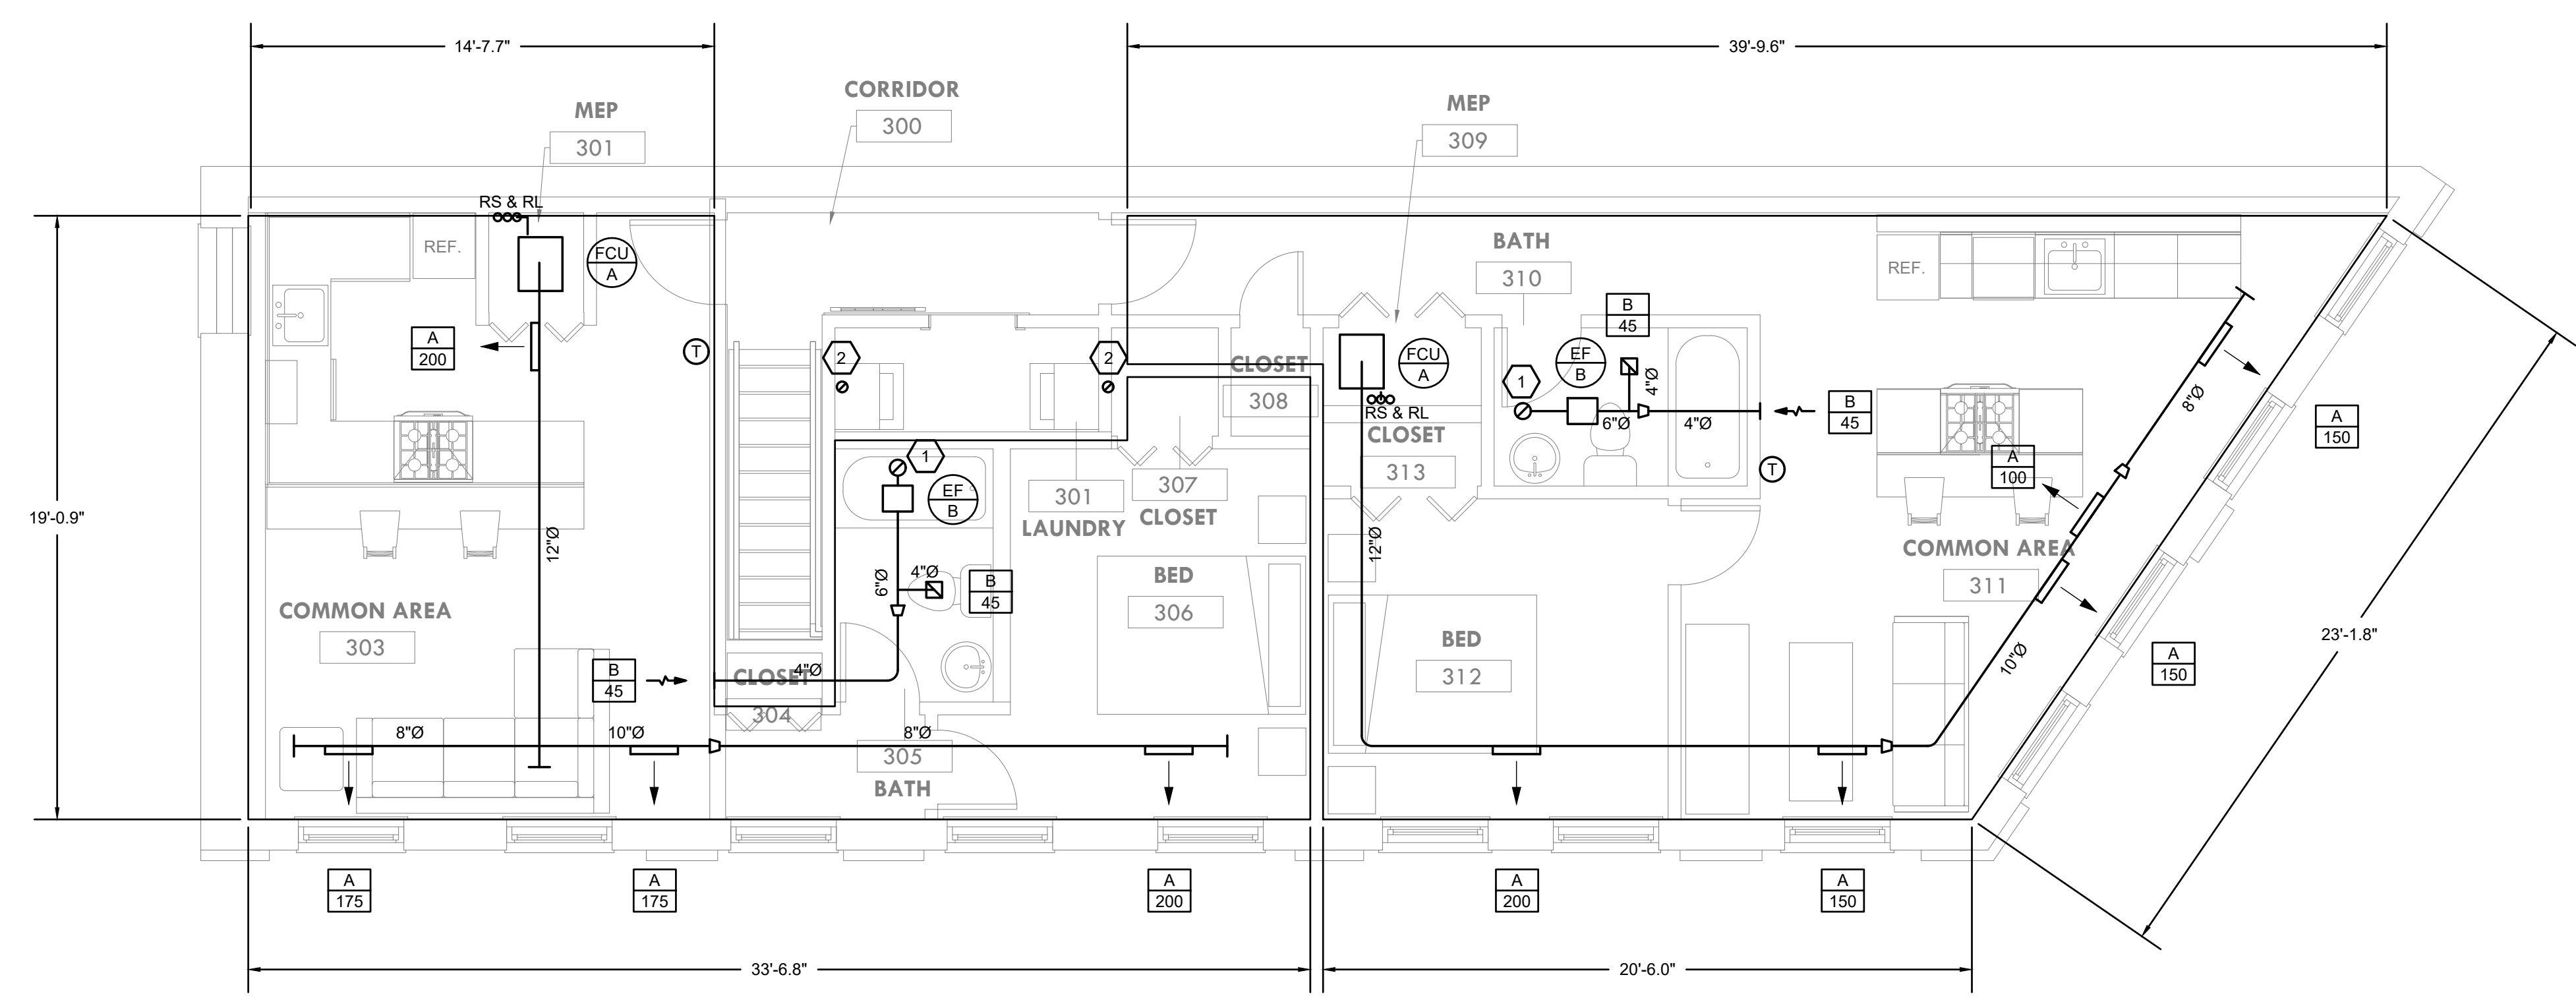 14'-7.7"
39'-9.6"
CORRIDOR
300
MEP
301
MEP
309
RS & RL
REF.
FCU
A
BATH
310
REF.
B
45
A
200
T
2
2
CLOSET
308
FCU
A
EF
B
1
4"Ø
RS & RL
6"Ø
4"Ø
B
45
8"Ø
A
150
CLOSET
313
T
A
100
1
EF
B
301
LAUNDRY
307
CLOSET
19'-0.9"
12"Ø
12"Ø
COMMON AREA
311
6"Ø
4"Ø
B
45
BED
306
COMMON AREA
303
BED
312
23'-1.8"
10"Ø
A
150
B
45
CLOSET
4"Ø
304
8"Ø
10"Ø
8"Ø
305
BATH
A
175
A
175
A
200
A
200
A
150
33'-6.8"
20'-6.0"